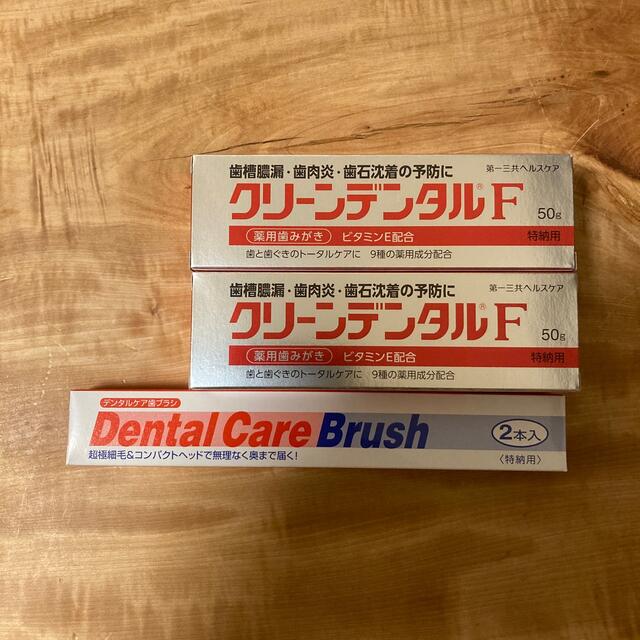 歯槽膿漏・歯肉炎・歯石沈着の予防に
第一三共ヘルスケア
クリーンデンタル®F
50g
薬用歯みがき ビタミンE配合
特納用
歯と歯ぐきのトータルケアに 9種の薬用成分配合
歯槽膿漏・歯肉炎・歯石沈着の予防に
第一三共ヘルスケア
クリーンデンタル®F
50g
薬用歯みがき ビタミンE配合
特納用
歯と歯ぐきのトータルケアに 9種の薬用成分配合
デンタルケア歯ブラシ
Dental Care Brush
2本入
超極細毛&コンパクトヘッドで無理なく奥まで届く!
〈特納用〉